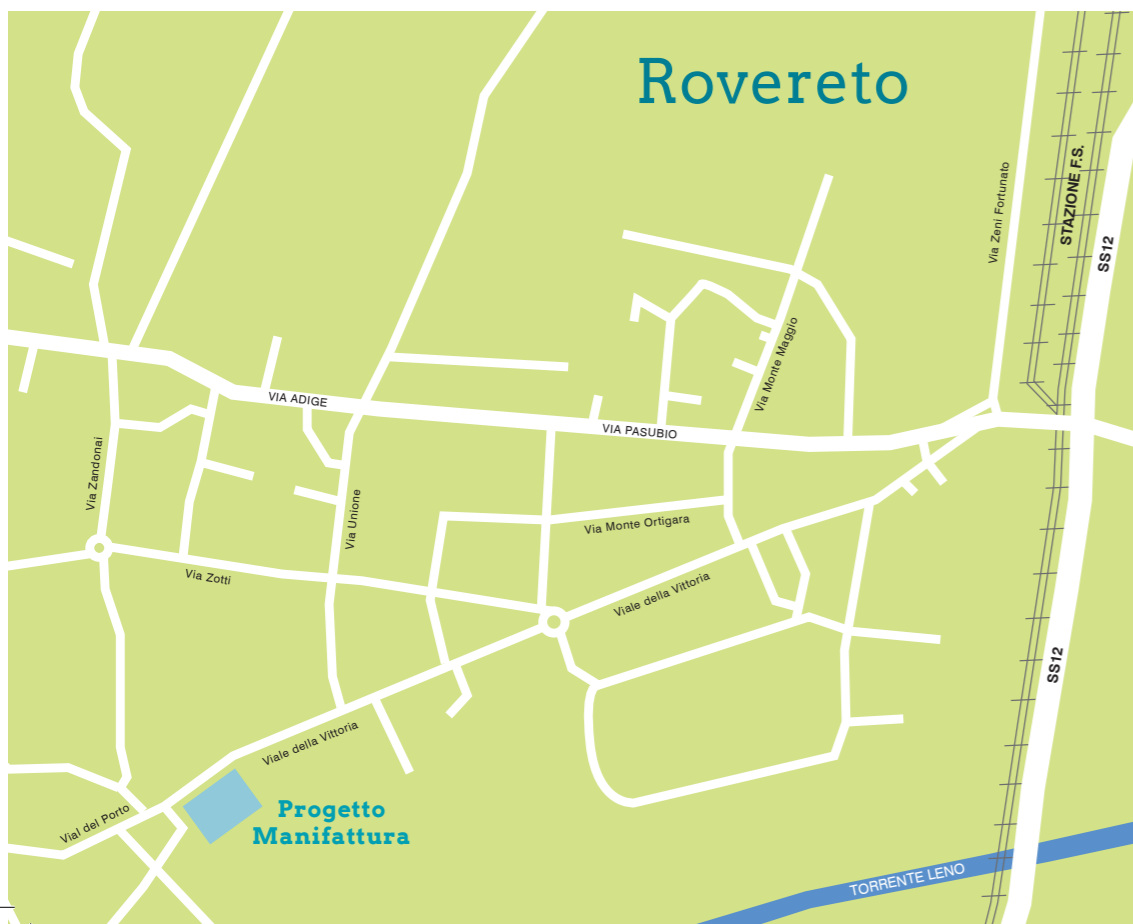 Rovereto
Via Zeni Fortunato
STAZIONE F.S.
SS12
Via Monte Maggio
VIA ADIGE
VIA PASUBIO
Via Zandonai
Via Unione
Via Monte Ortigara
Via Zotti
Viale della Vittoria
SS12
Viale della Vittoria
Progetto
Manifattura
Vial del Porto
TORRENTE LENO